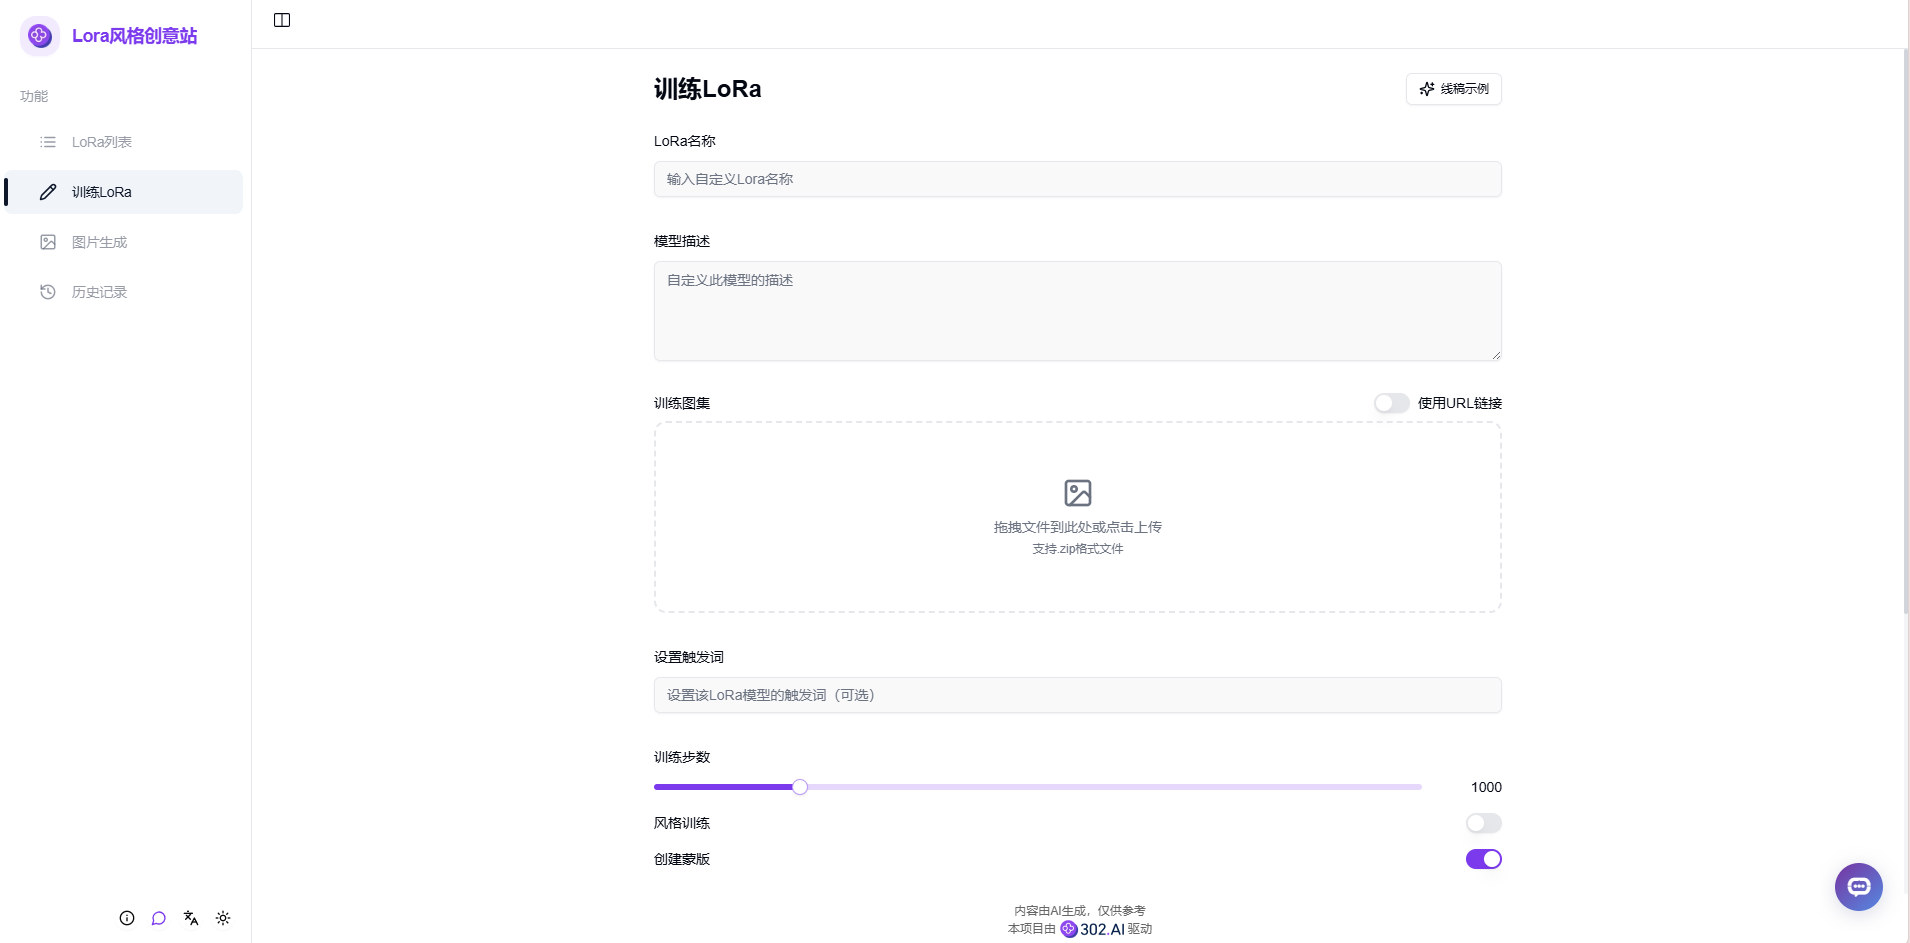 Lora风格创意站
功能
LoRa列表
训练LoRa
图片生成
历史记录
训练LoRa
线稿示例
LoRa名称
输入自定义Lora名称
模型描述
自定义此模型的描述
训练图集
使用URL链接
拖拽文件到此处或点击上传
支持.zip格式文件
设置触发词
设置该LoRa模型的触发词（可选）
训练步数
1000
风格训练
创建蒙版
内容由AI生成，仅供参考
本项目由 302.AI 驱动